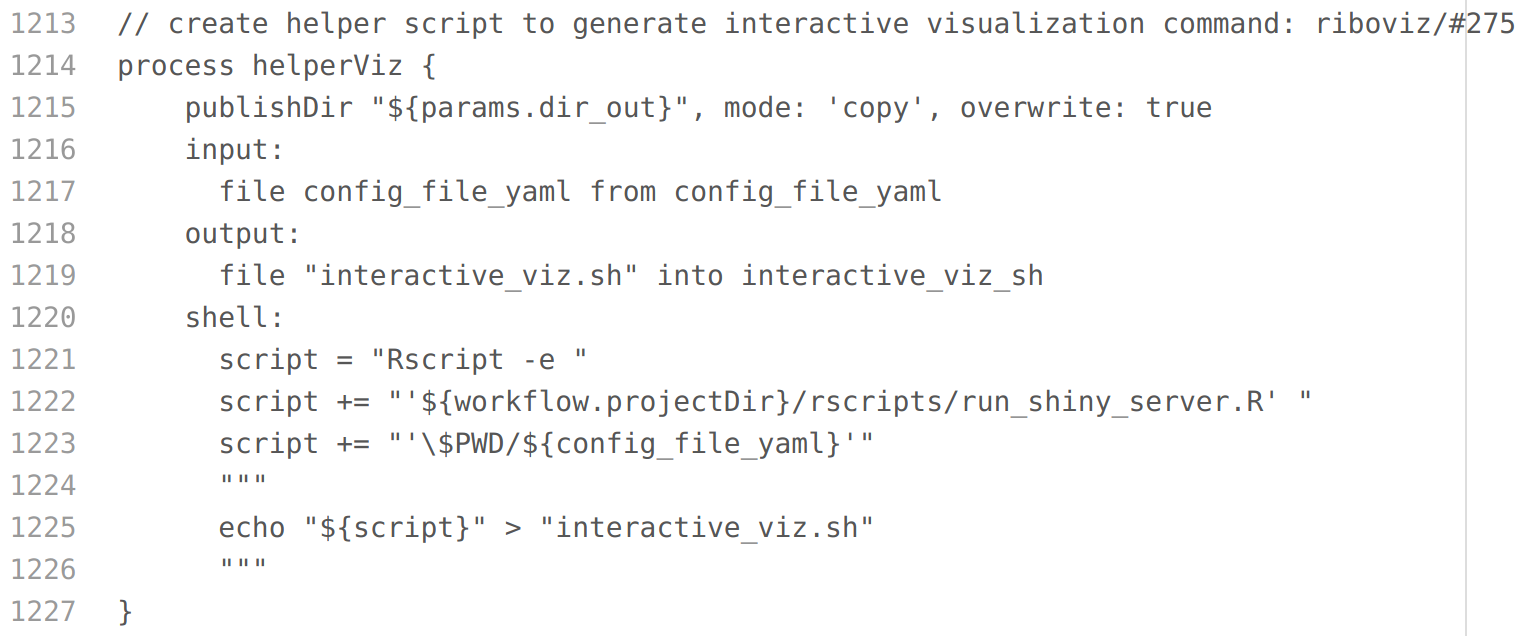 1213 // create helper script to generate interactive visualization command: riboviz/#275
1214 process helperViz {
1215     publishDir "${params.dir_out}", mode: 'copy', overwrite: true
1216     input:
1217       file config_file_yaml from config_file_yaml
1218     output:
1219       file "interactive_viz.sh" into interactive_viz_sh
1220     shell:
1221       script = "Rscript -e "
1222       script += "'${workflow.projectDir}/rscripts/run_shiny_server.R' "
1223       script += "'\$PWD/${config_file_yaml}'"
1224       """
1225       echo "${script}" > "interactive_viz.sh"
1226       """
1227 }